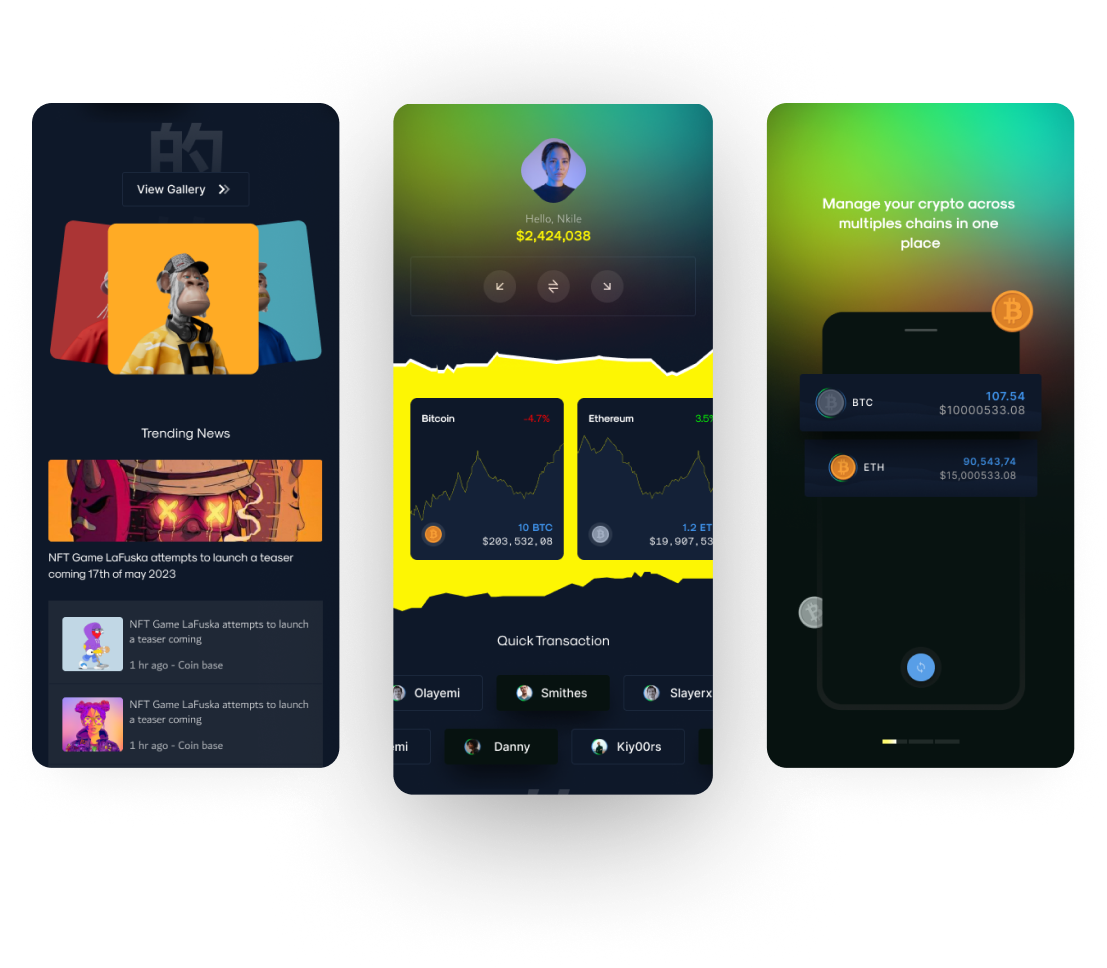 的
View Gallery
Trending News
NFT Game LaFuska attempts to launch a teaser
coming 17th of may 2023
NFT Game LaFuska attempts to launch
a teaser coming
1 hr ago - Coin base
NFT Game LaFuska attempts to launch
a teaser coming
1 hr ago - Coin base
Hello, Nkile
$2,424,038
Bitcoin -4.7%
10 BTC
$203,532,08
Ethereum 3.5%
1.2 ET
$19,907,53
Quick Transaction
Olayemi Smithes Slayerx
emi Danny Kiy00rs
Manage your crypto across
multiples chains in one
place
BTC 107.54
$10000533.08
ETH 90,543,74
$15,000533.08